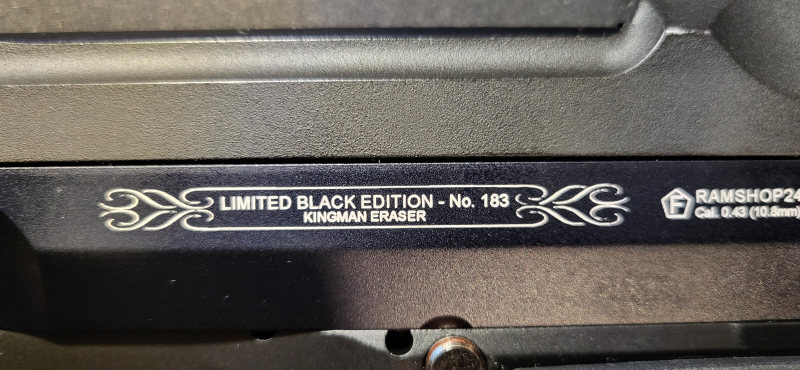 LIMITED BLACK EDITION - No. 183
KINGMAN ERASER
F
RAMSHOP24
Cal. 0.43 (10.8mm)